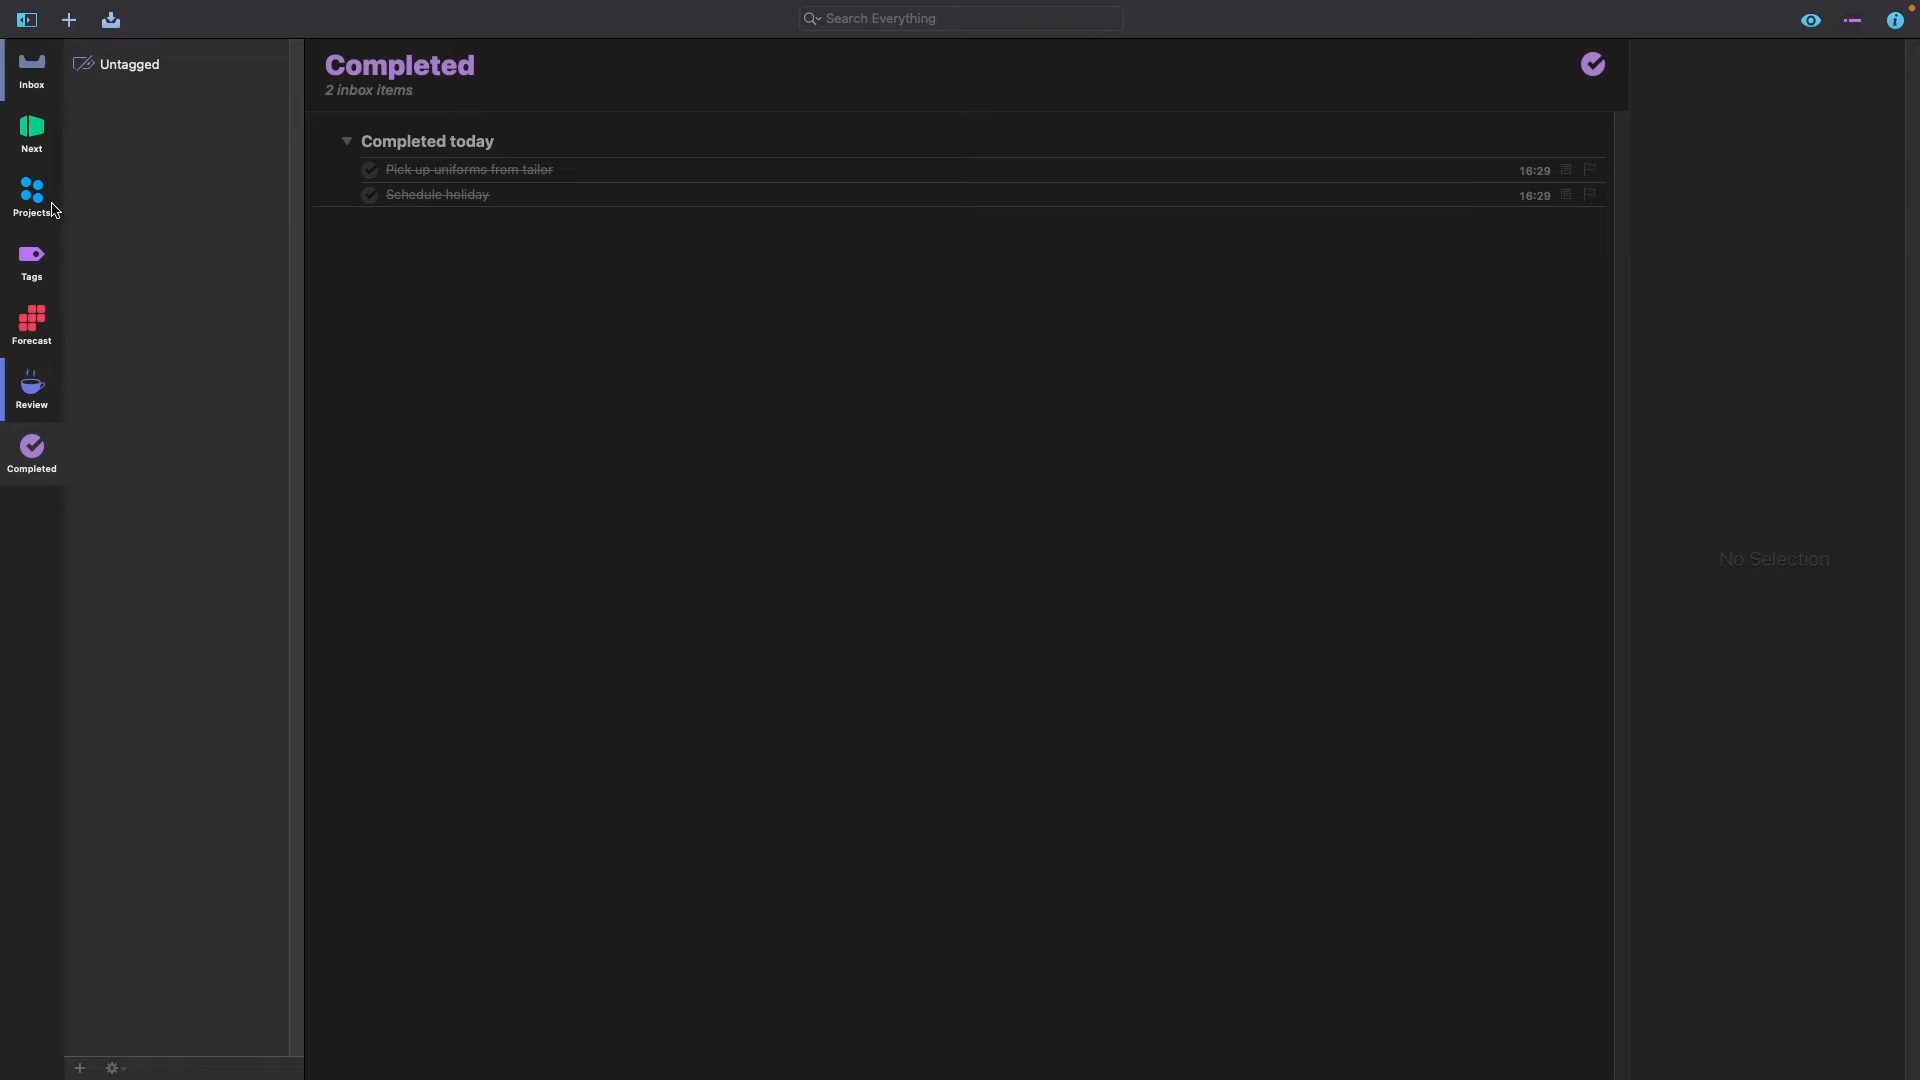 Search Everything
Inbox
Next
Projects
Tags
Forecast
Review
Completed
Untagged
Completed
2 inbox items
Completed today
Pick up uniforms from tailor
16:29
Schedule holiday
16:29
No Selection